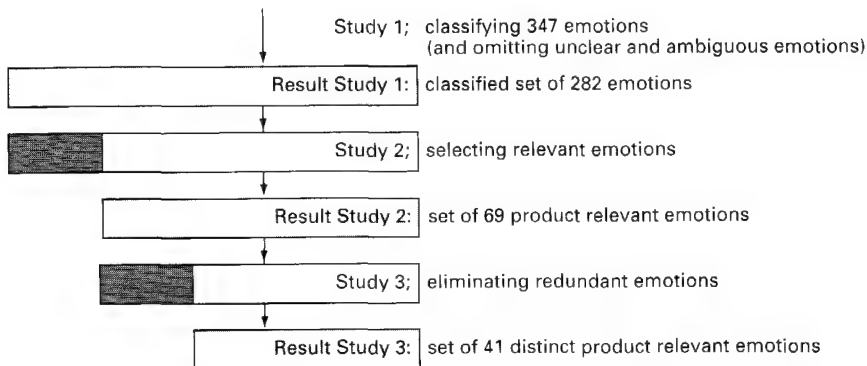 Study 1; classifying 347 emotions
(and omitting unclear and ambiguous emotions)
Result Study 1: classified set of 282 emotions
Study 2; selecting relevant emotions
Result Study 2: set of 69 product relevant emotions
Study 3; eliminating redundant emotions
Result Study 3: set of 41 distinct product relevant emotions